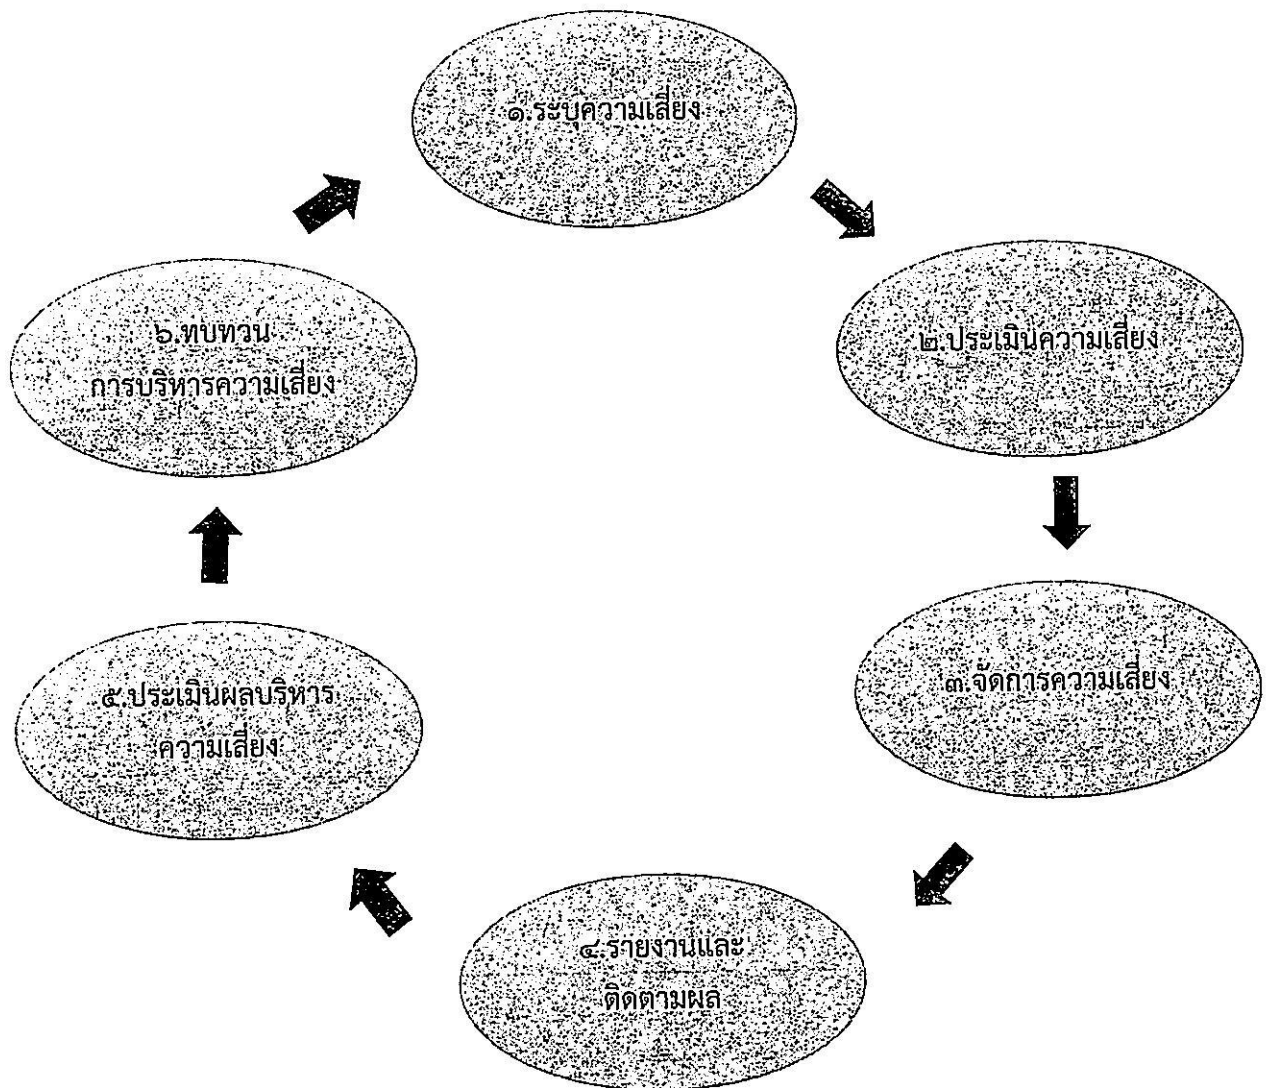 ๑.ระบุความเสี่ยง
๒.ประเมินความเสี่ยง
๓.จัดการความเสี่ยง
๔.รายงานและ
ติดตามผล
๕.ประเมินผลบริหาร
ความเสี่ยง
๖.ทบทวน
การบริหารความเสี่ยง